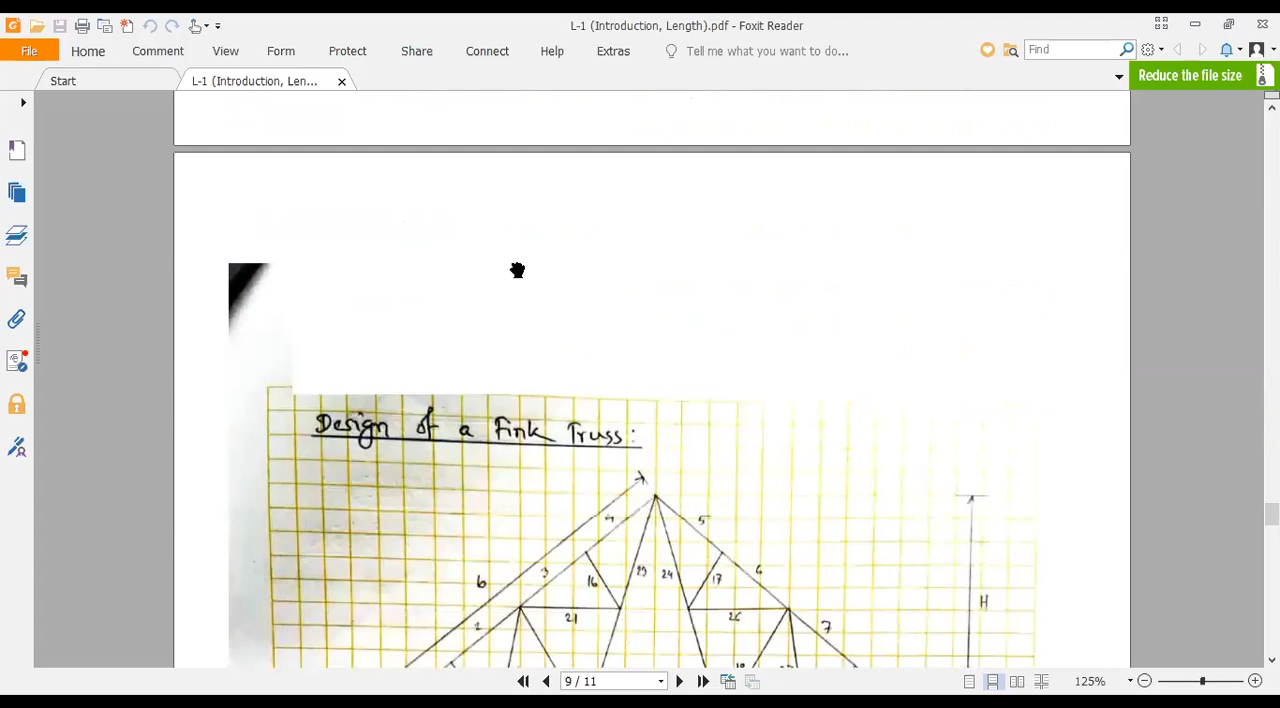 L-1 (Introduction, Length).pdf - Foxit Reader
File Home Comment View Form Protect Share Connect Help Extras Tell me what you want to do... Find
Start L-1 (Introduction, Len... Reduce the file size
Design of a Fink Truss:
4 5
b 3 16 23 24 17 6 H
2 21 26 7
18
9 / 11 125%